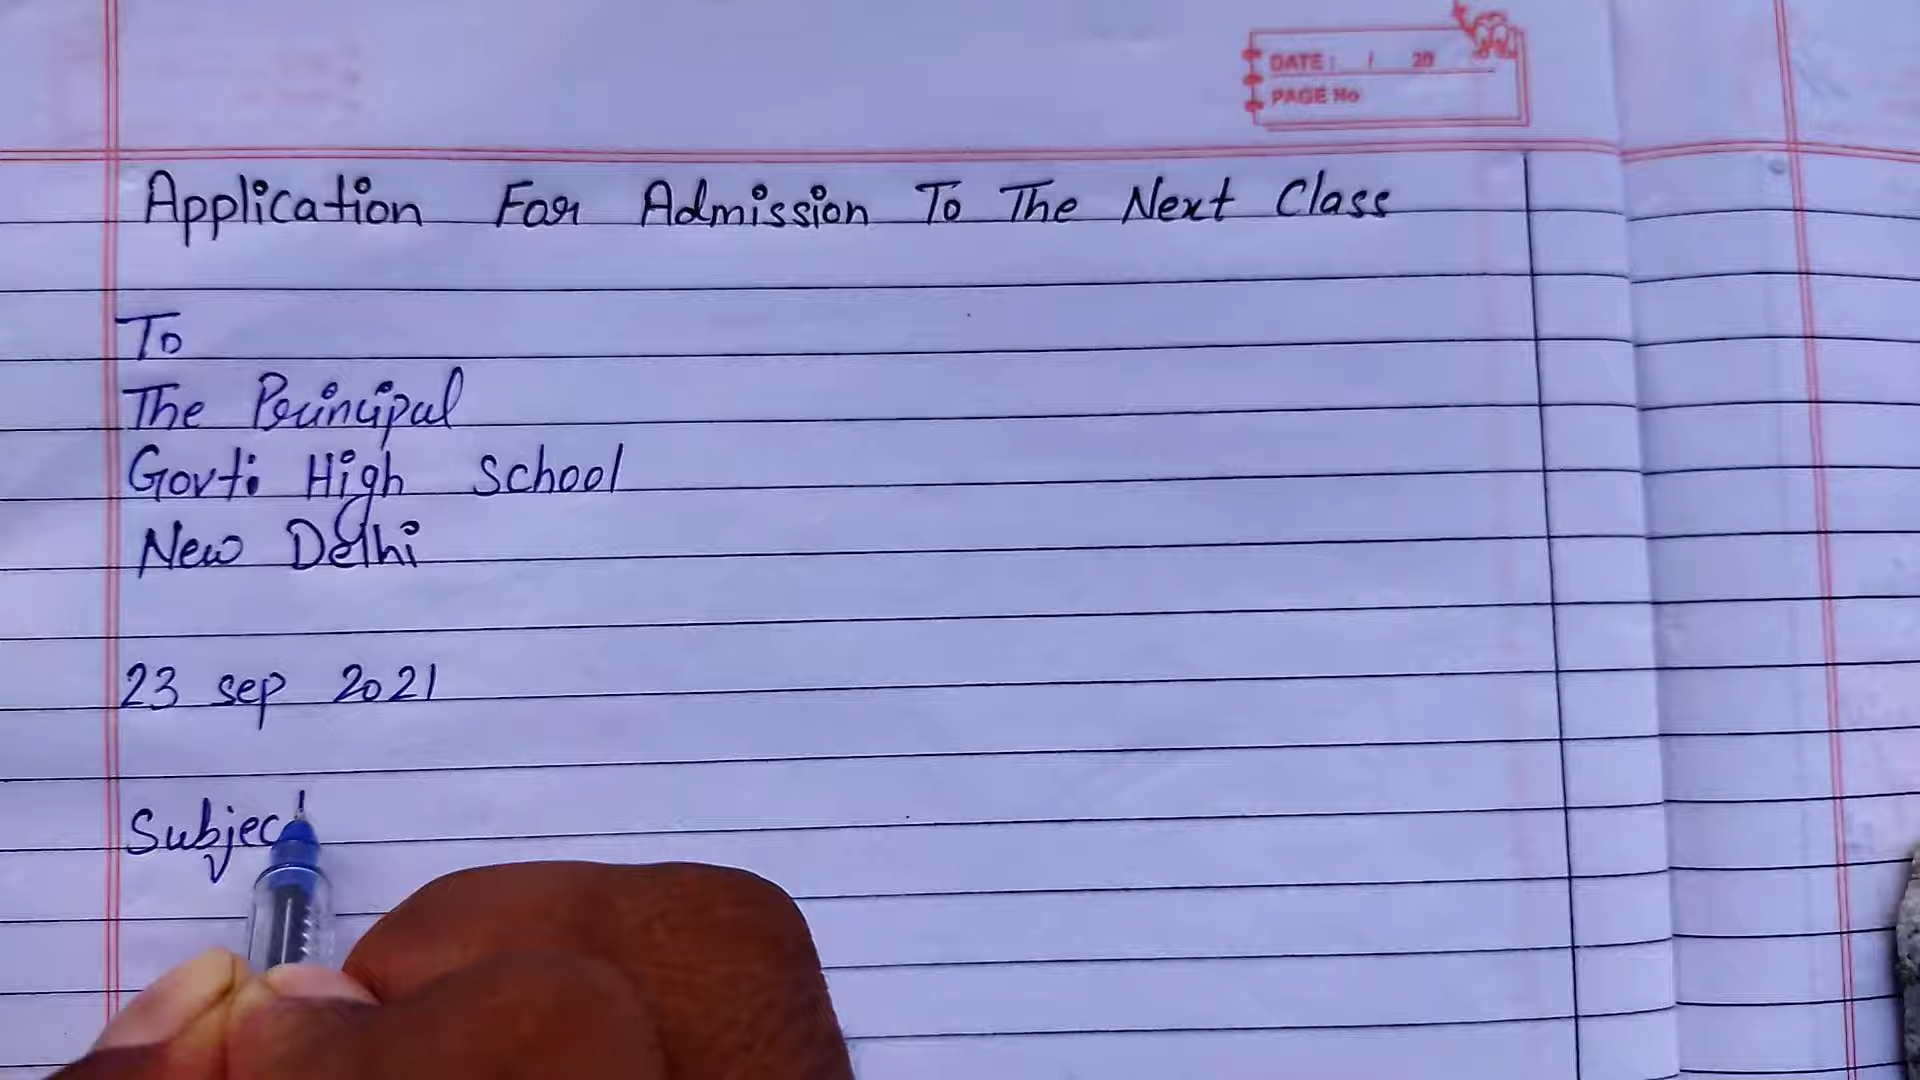 DATE: / 20
PAGE No
Application For Admission To The Next Class
To
The Principal
Govt. High School
New Delhi
23 sep 2021
Subject